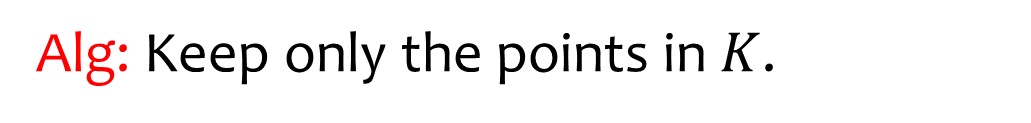 Alg: Keep only the points in K.